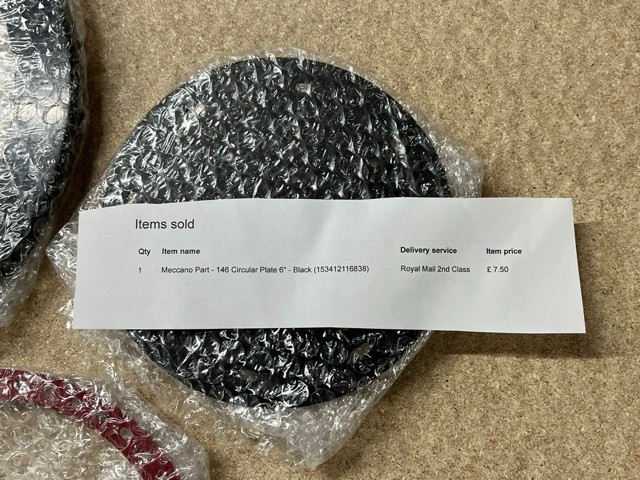 Items sold
Qty Item name Delivery service Item price
1 Meccano Part - 146 Circular Plate 6" - Black (153412116838) Royal Mail 2nd Class £ 7.50